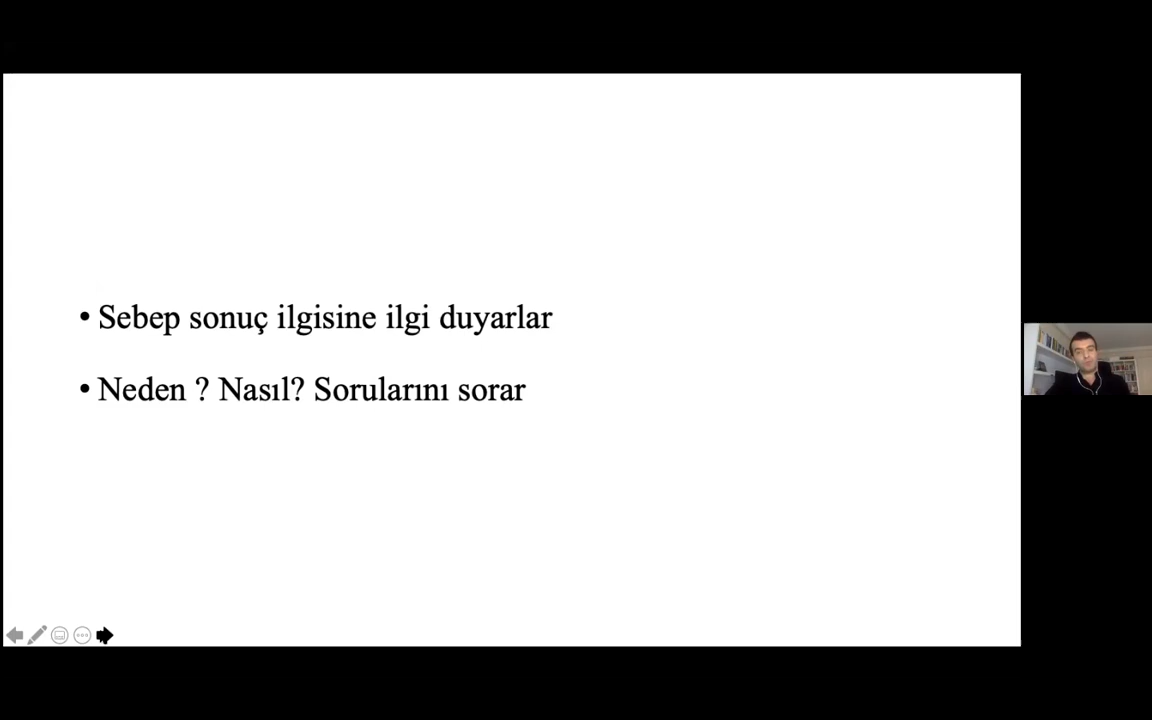 • Sebep sonuç ilgisine ilgi duyarlar
• Neden ? Nasıl? Sorularını sorar